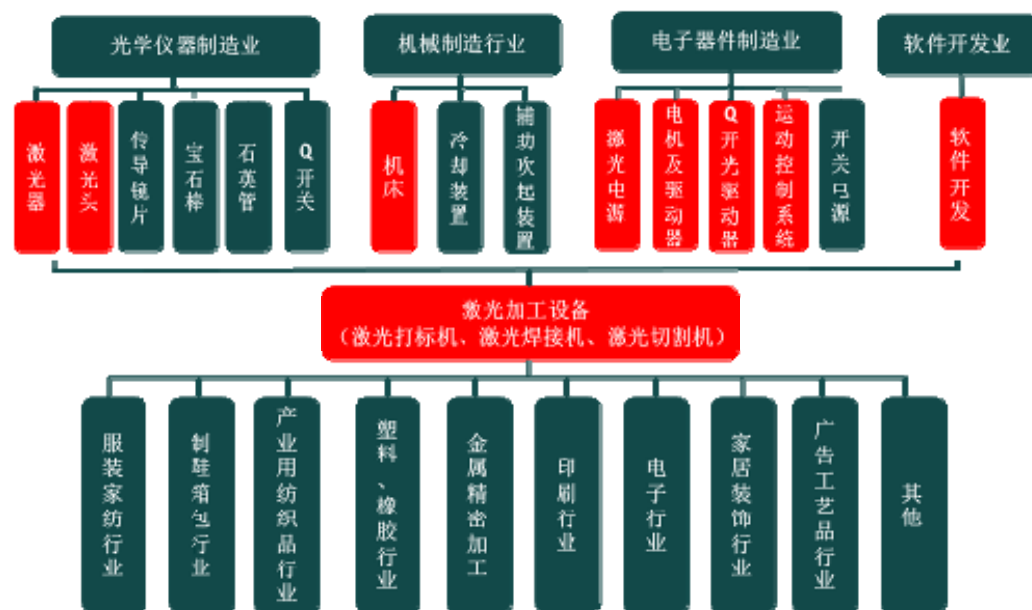 光学仪器制造业
机械制造行业
电子器件制造业
软件开发业
激光器
激光头
传导镜片
宝石棒
石英管
Q开关
机床
冷却装置
辅助吹起装置
激光电源
电机及驱动器
Q开光驱动器
运动控制系统
开关电源
软件开发
激光加工设备
（激光打标机、激光焊接机、激光切割机）
服装家纺行业
制鞋箱包行业
产业用纺织品行业
塑料、橡胶行业
金属精密加工
印刷行业
电子行业
家居装饰行业
广告工艺品行业
其他